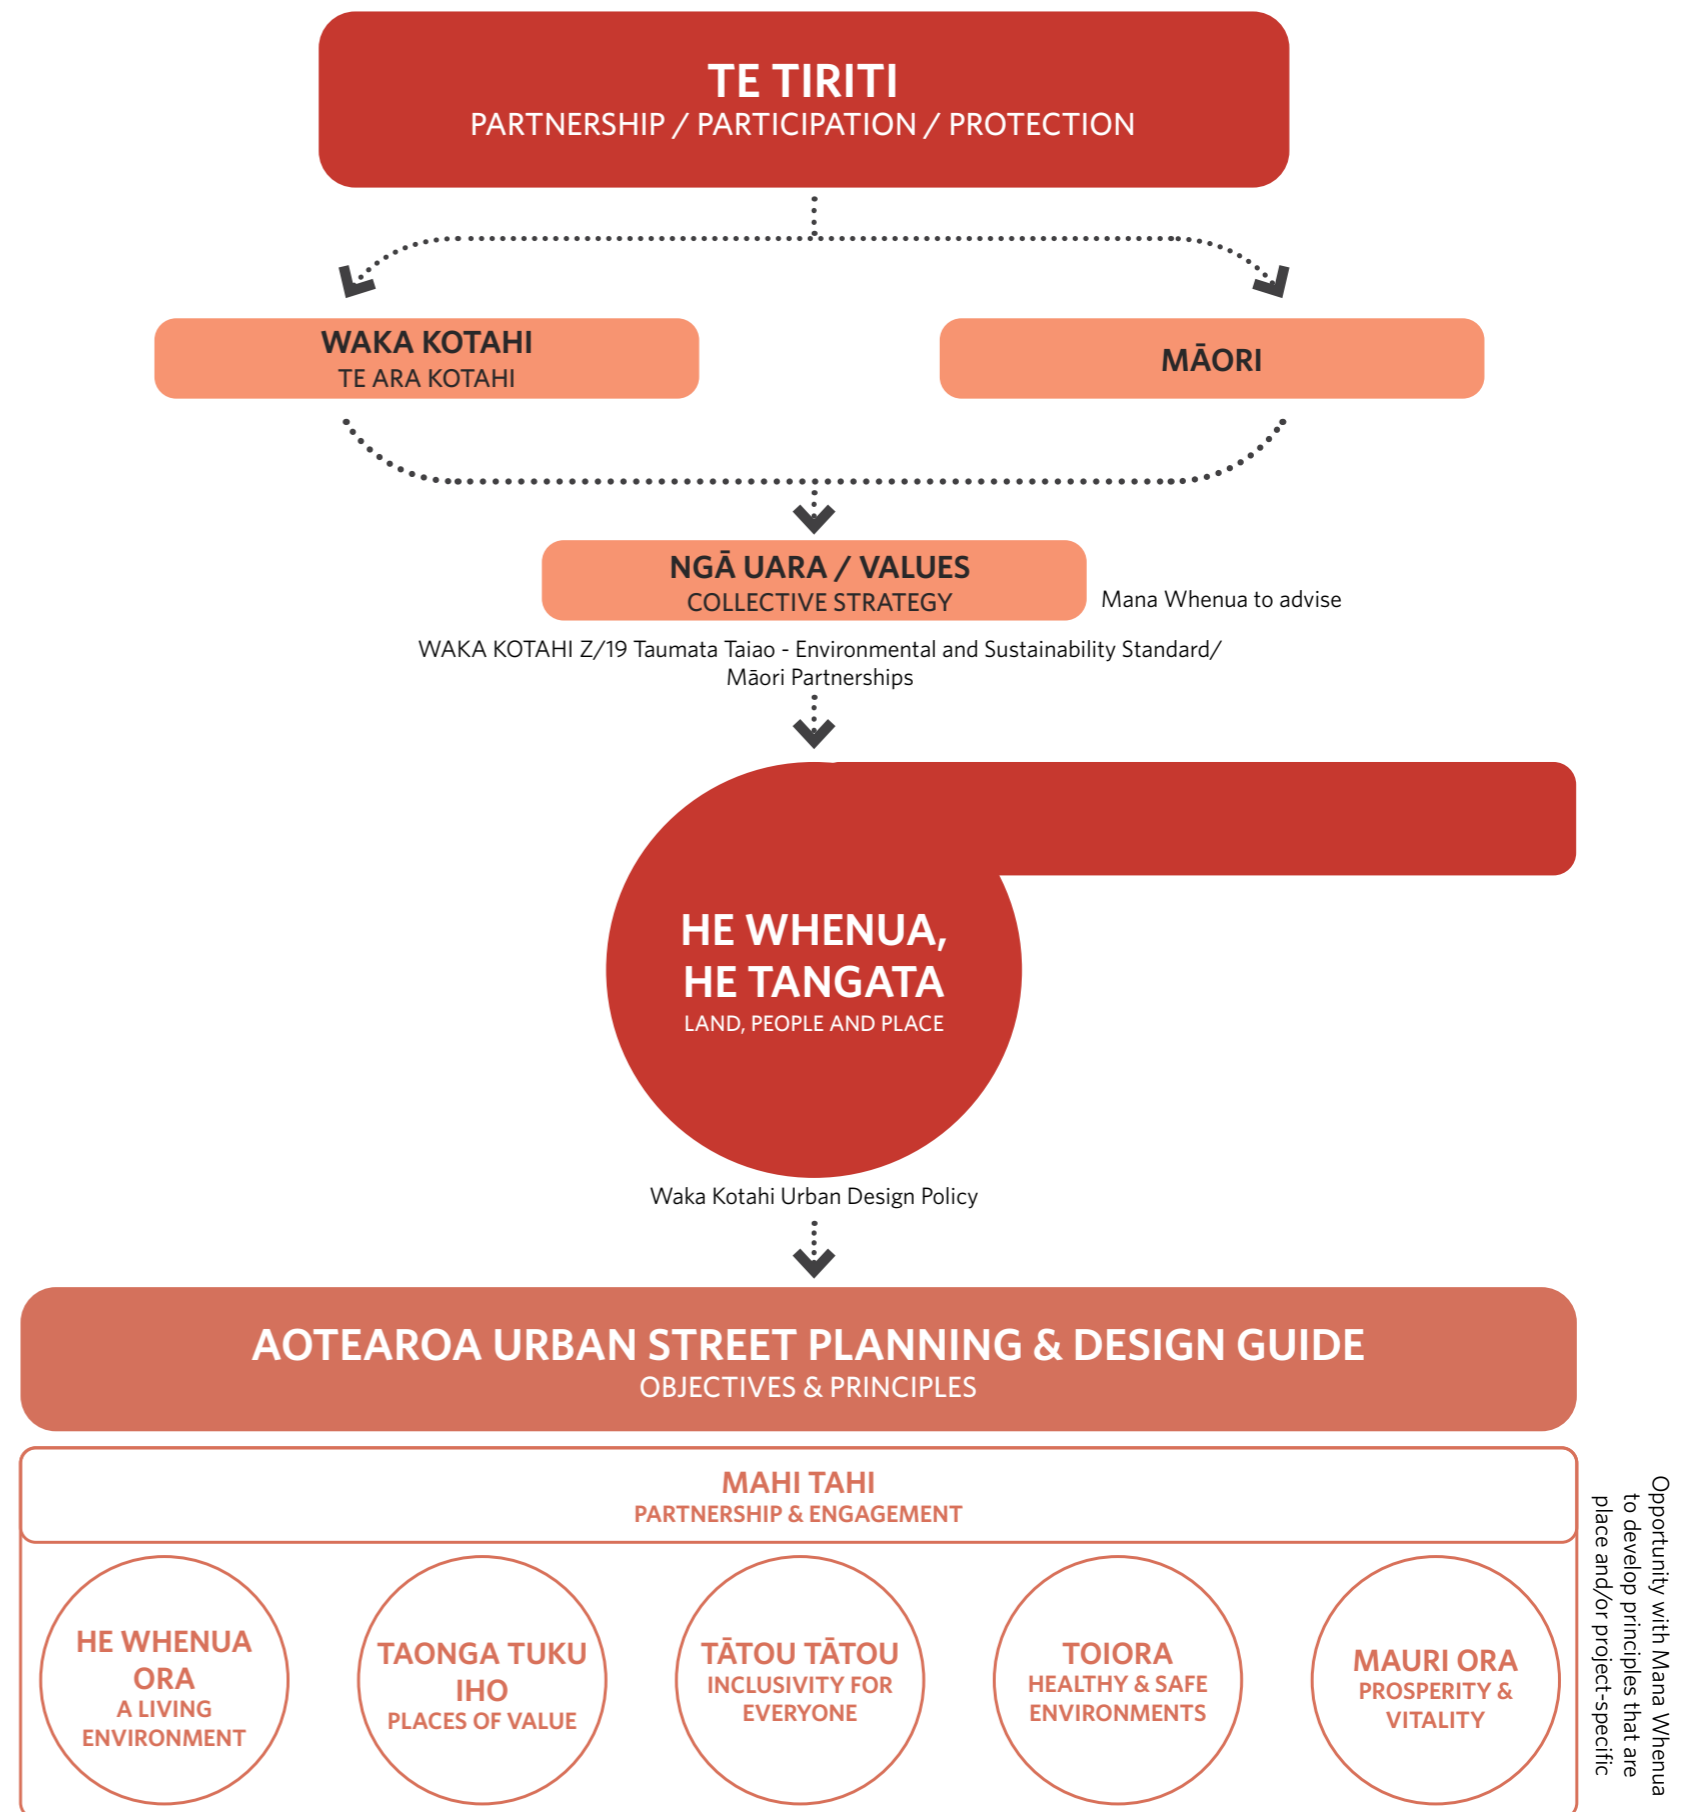 TE TIRITI
PARTNERSHIP / PARTICIPATION / PROTECTION
WAKA KOTAHI
TE ARA KOTAHI
MĀORI
NGĀ UARA / VALUES
COLLECTIVE STRATEGY
Mana Whenua to advise
WAKA KOTAHI Z/19 Taumata Taiao - Environmental and Sustainability Standard/
Māori Partnerships
HE WHENUA,
HE TANGATA
LAND, PEOPLE AND PLACE
Waka Kotahi Urban Design Policy
AOTEAROA URBAN STREET PLANNING & DESIGN GUIDE
OBJECTIVES & PRINCIPLES
MAHI TAHI
PARTNERSHIP & ENGAGEMENT
HE WHENUA
ORA
A LIVING
ENVIRONMENT
TAONGA TUKU
IHO
PLACES OF VALUE
TĀTOU TĀTOU
INCLUSIVITY FOR
EVERYONE
TOIORA
HEALTHY & SAFE
ENVIRONMENTS
MAURI ORA
PROSPERITY &
VITALITY
Opportunity with Mana Whenua
to develop principles that are
place and/or project-specific